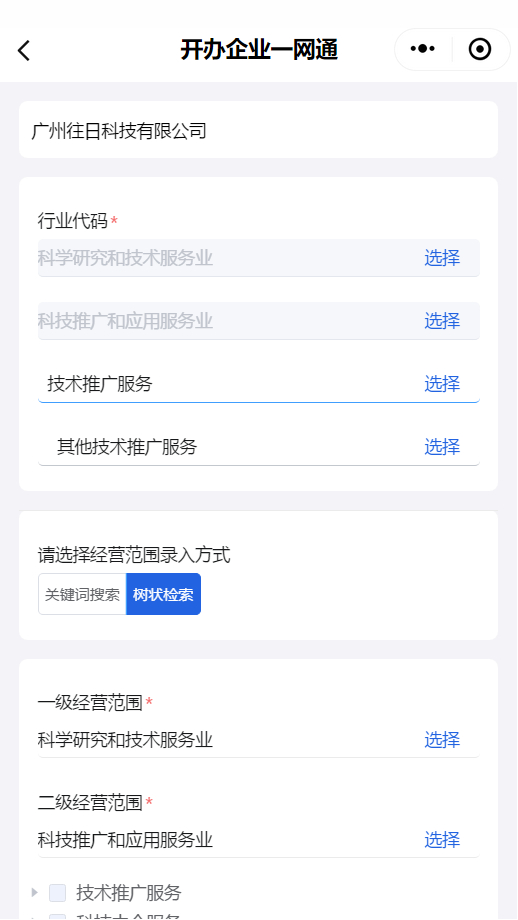 开办企业一网通
广州往日科技有限公司
行业代码*
科学研究和技术服务业 选择
科技推广和应用服务业 选择
技术推广服务 选择
其他技术推广服务 选择
请选择经营范围录入方式
关键词搜索 树状检索
一级经营范围*
科学研究和技术服务业 选择
二级经营范围*
科技推广和应用服务业 选择
技术推广服务
科技中介服务